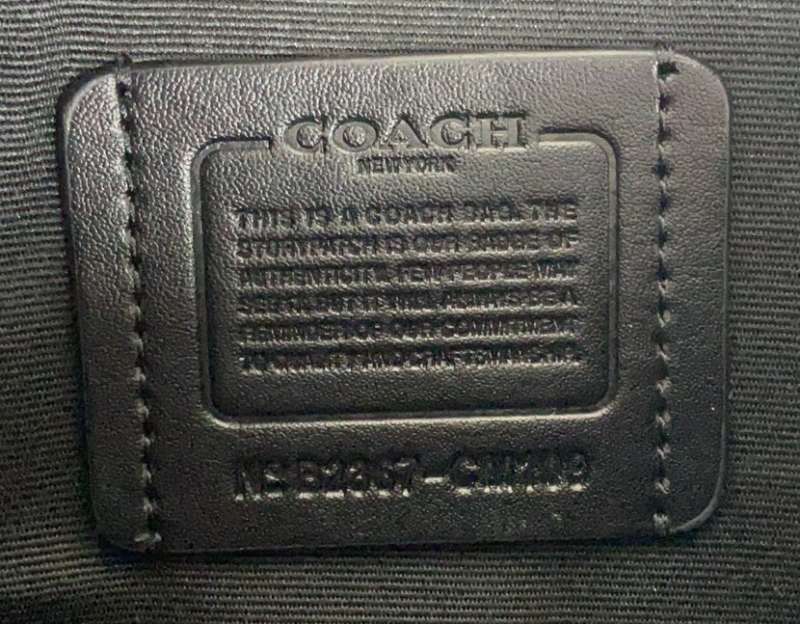 COACH
NEW YORK
THIS IS A COACH BAG. THE
STORYPATCH IS OUR BADGE OF
AUTHENTICITY. FEW PEOPLE MAY
SEE IT, BUT IT WILL ALWAYS BE A
REMINDER OF OUR COMMITMENT
TO QUALITY AND CRAFTSMANSHIP.